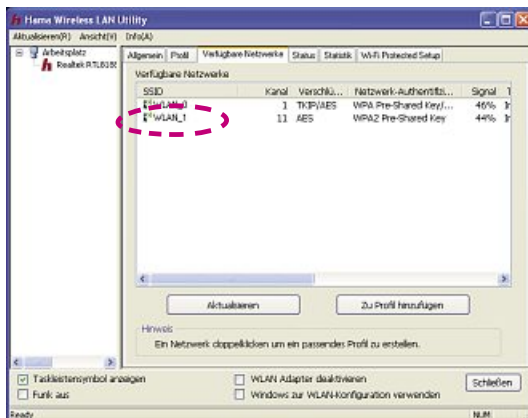 Hama Wireless LAN Utility
Aktualisieren(R) Ansicht(V) Info(A)
Arbeitsplatz
Realtek RTL8188
Allgemein Profil Verfügbare Netzwerke Status Statistik Wi-Fi Protected Setup
Verfügbare Netzwerke
SSID Kanal Verschlü... Netzwerk-Authentifizi... Signal T
WLAN_0 1 TKIP/AES WPA Pre-Shared Key/... 46% Ir
WLAN_1 11 AES WPA2 Pre-Shared Key 44% Ir
Aktualisieren Zu Profil hinzufügen
Hinweis
Ein Netzwerk doppelklicken um ein passendes Profil zu erstellen.
Taskleistensymbol anzeigen WLAN Adapter deaktivieren Schließen
Funk aus Windows zur WLAN-Konfiguration verwenden
Ready NUM